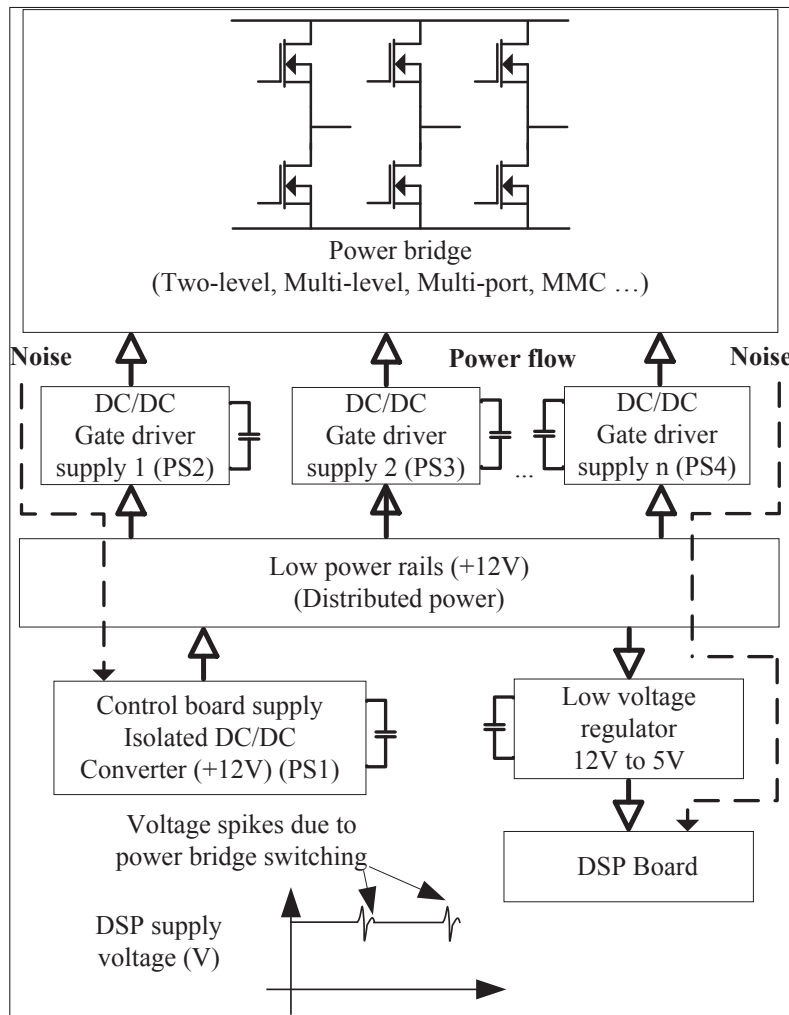 Power bridge
(Two-level, Multi-level, Multi-port, MMC …)
Noise
Power flow
Noise
DC/DC
Gate driver
supply 1 (PS2)
DC/DC
Gate driver
supply 2 (PS3)
...
DC/DC
Gate driver
supply n (PS4)
Low power rails (+12V)
(Distributed power)
Control board supply
Isolated DC/DC
Converter (+12V) (PS1)
Low voltage
regulator
12V to 5V
Voltage spikes due to
power bridge switching
DSP Board
DSP supply
voltage (V)